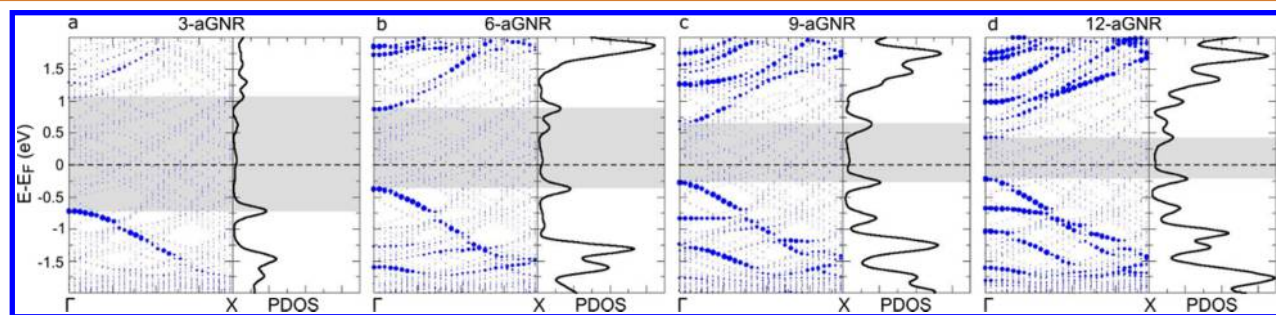 a 3-aGNR b 6-aGNR c 9-aGNR d 12-aGNR
1.5
1
0.5
0
-0.5
-1
-1.5
E-EF (eV)
Γ X PDOS Γ X PDOS Γ X PDOS Γ X PDOS